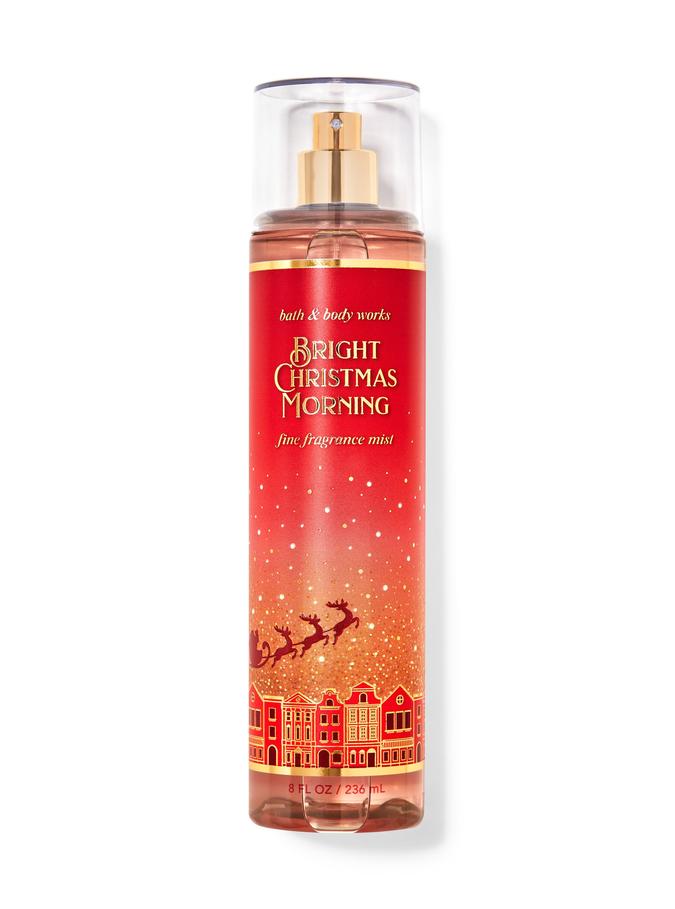 bath & body works
BRIGHT
CHRISTMAS
MORNING
fine fragrance mist
8 FL OZ / 236 mL